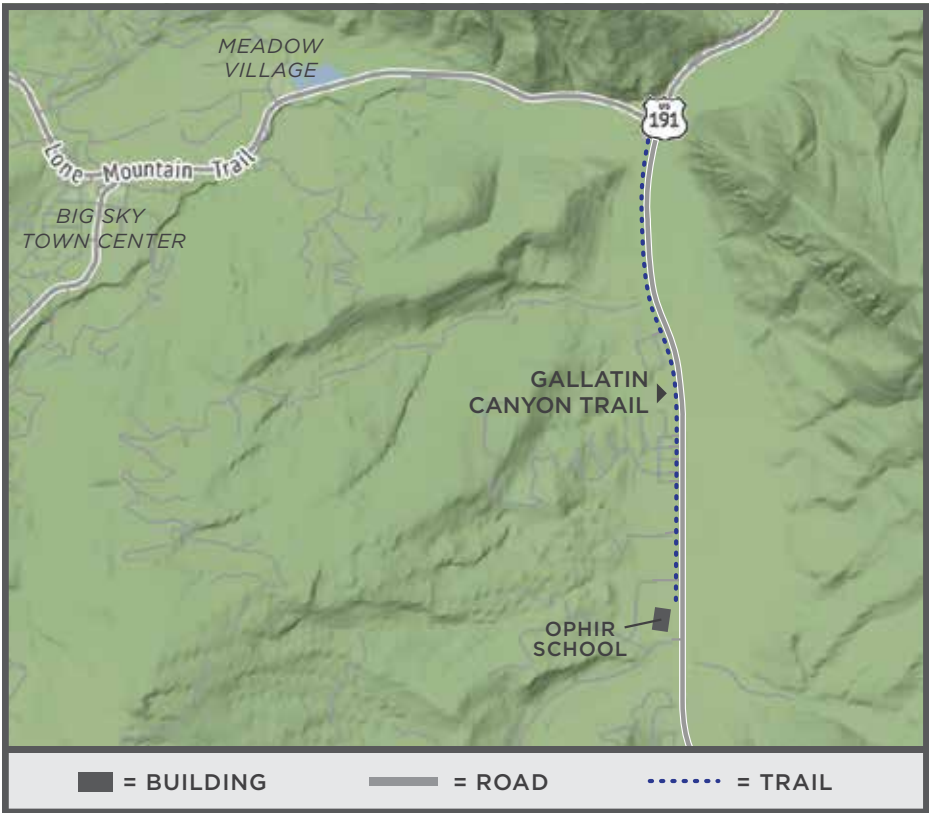 MEADOW
VILLAGE
US
191
Lone Mountain Trail
BIG SKY
TOWN CENTER
GALLATIN
CANYON TRAIL
OPHIR
SCHOOL
= BUILDING
= ROAD
= TRAIL